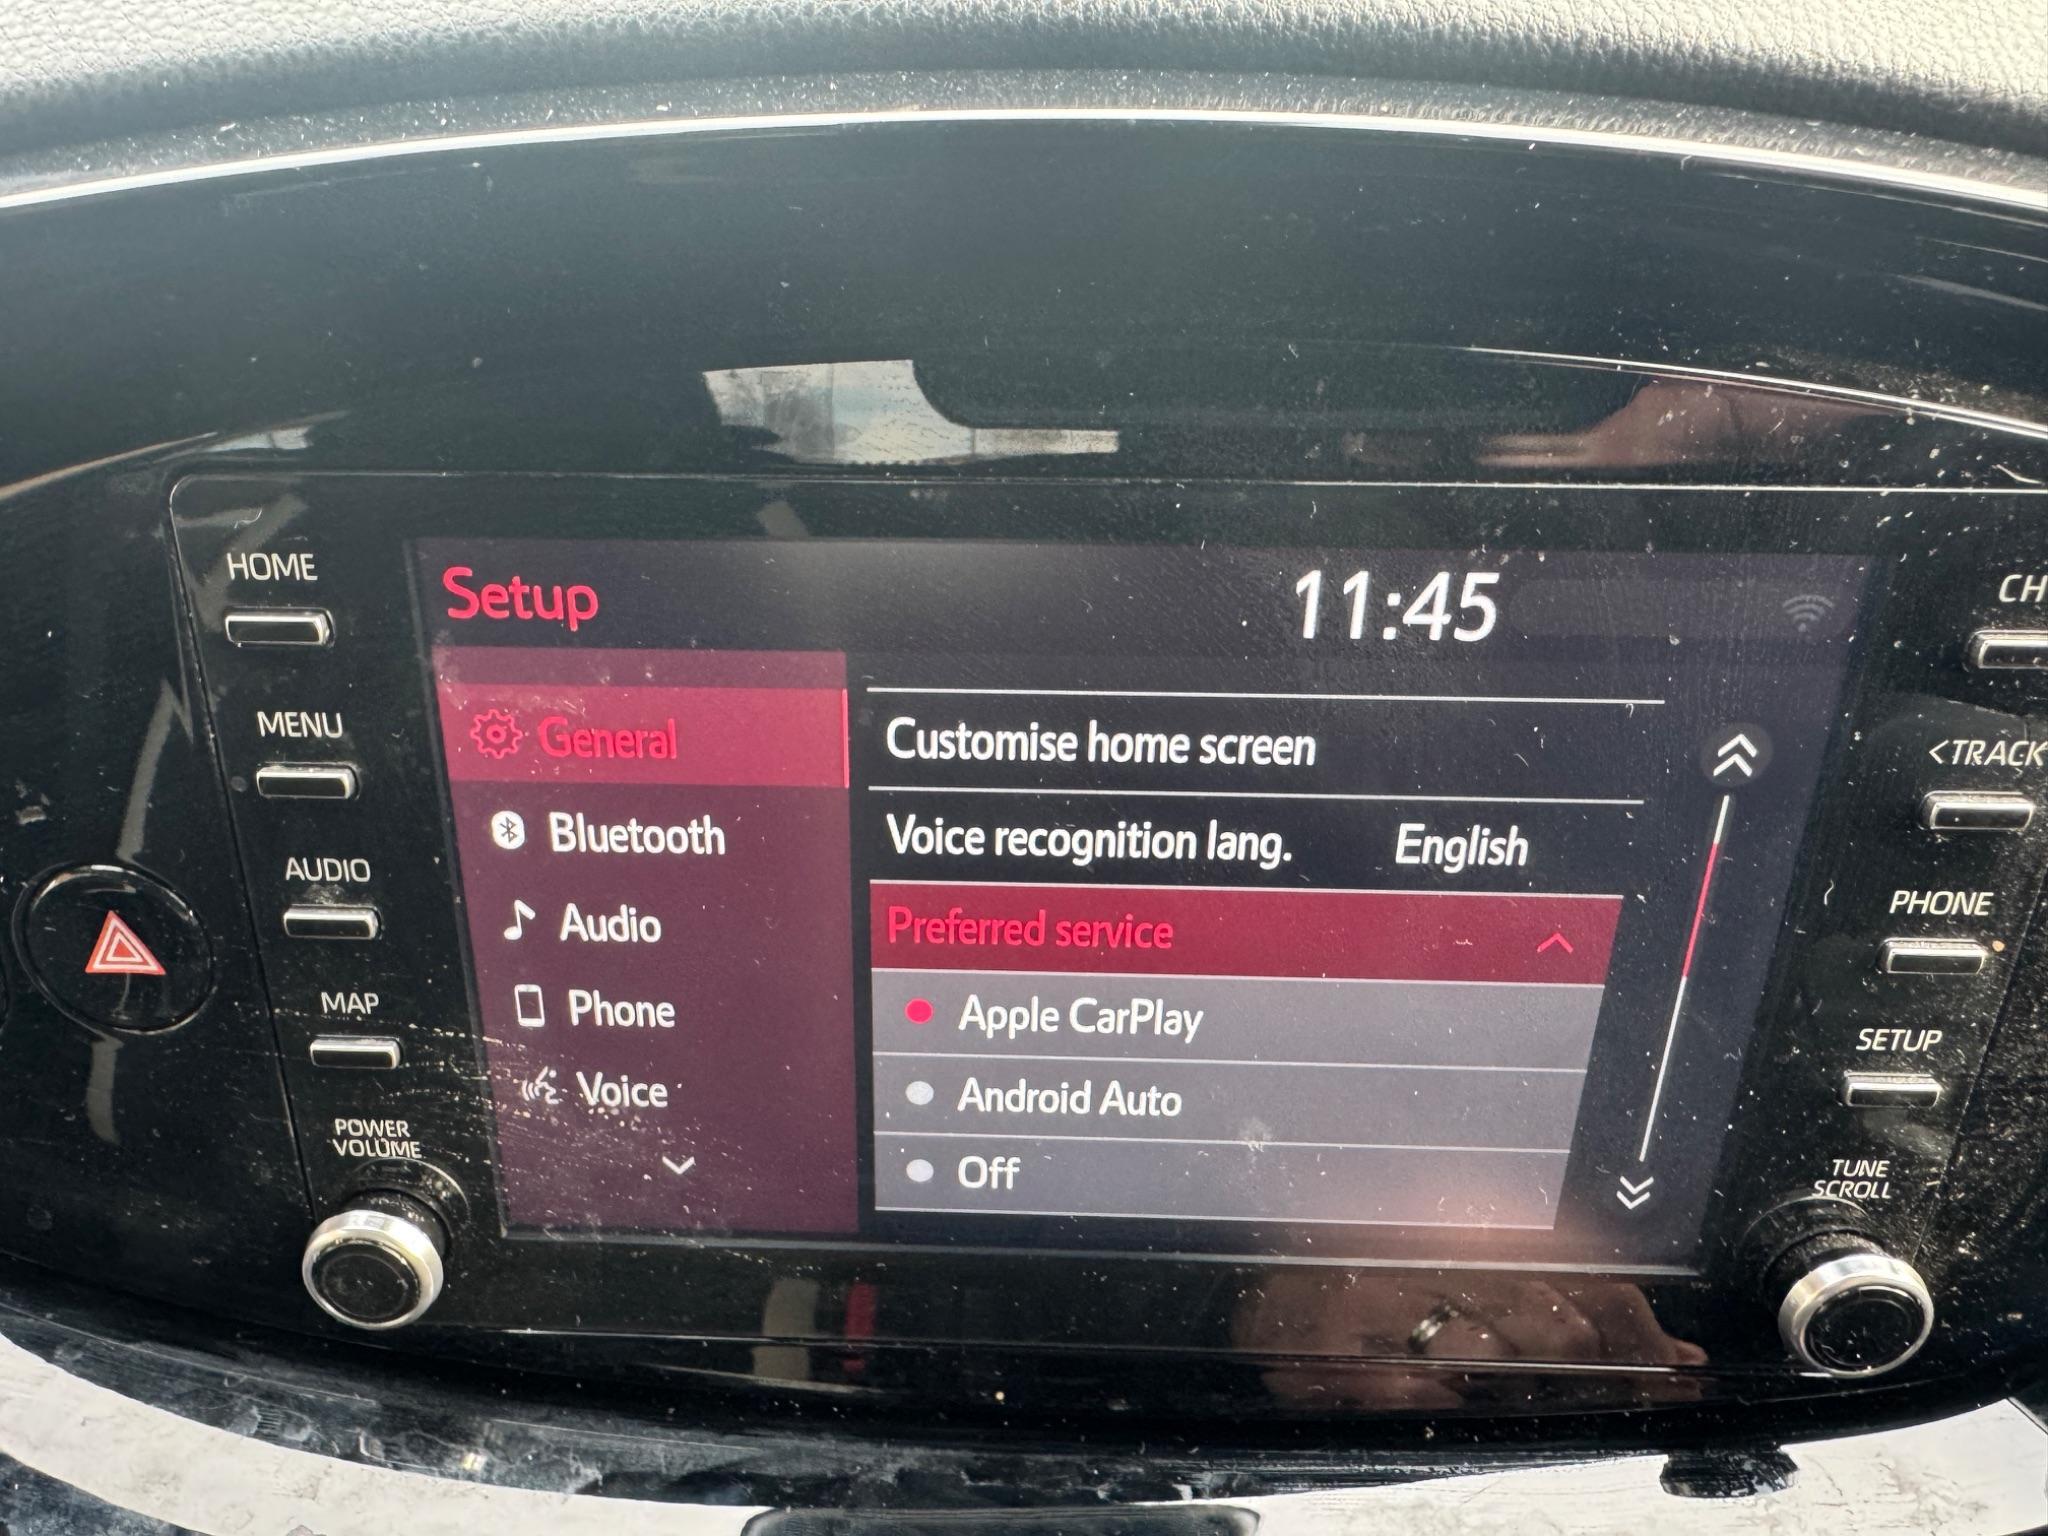 HOME
MENU
AUDIO
MAP
POWER
VOLUME
Setup
11:45
General
Bluetooth
Audio
Phone
Voice
Customise home screen
Voice recognition lang. English
Preferred service
Apple CarPlay
Android Auto
Off
CH
<TRACK
PHONE
SETUP
TUNE
SCROLL